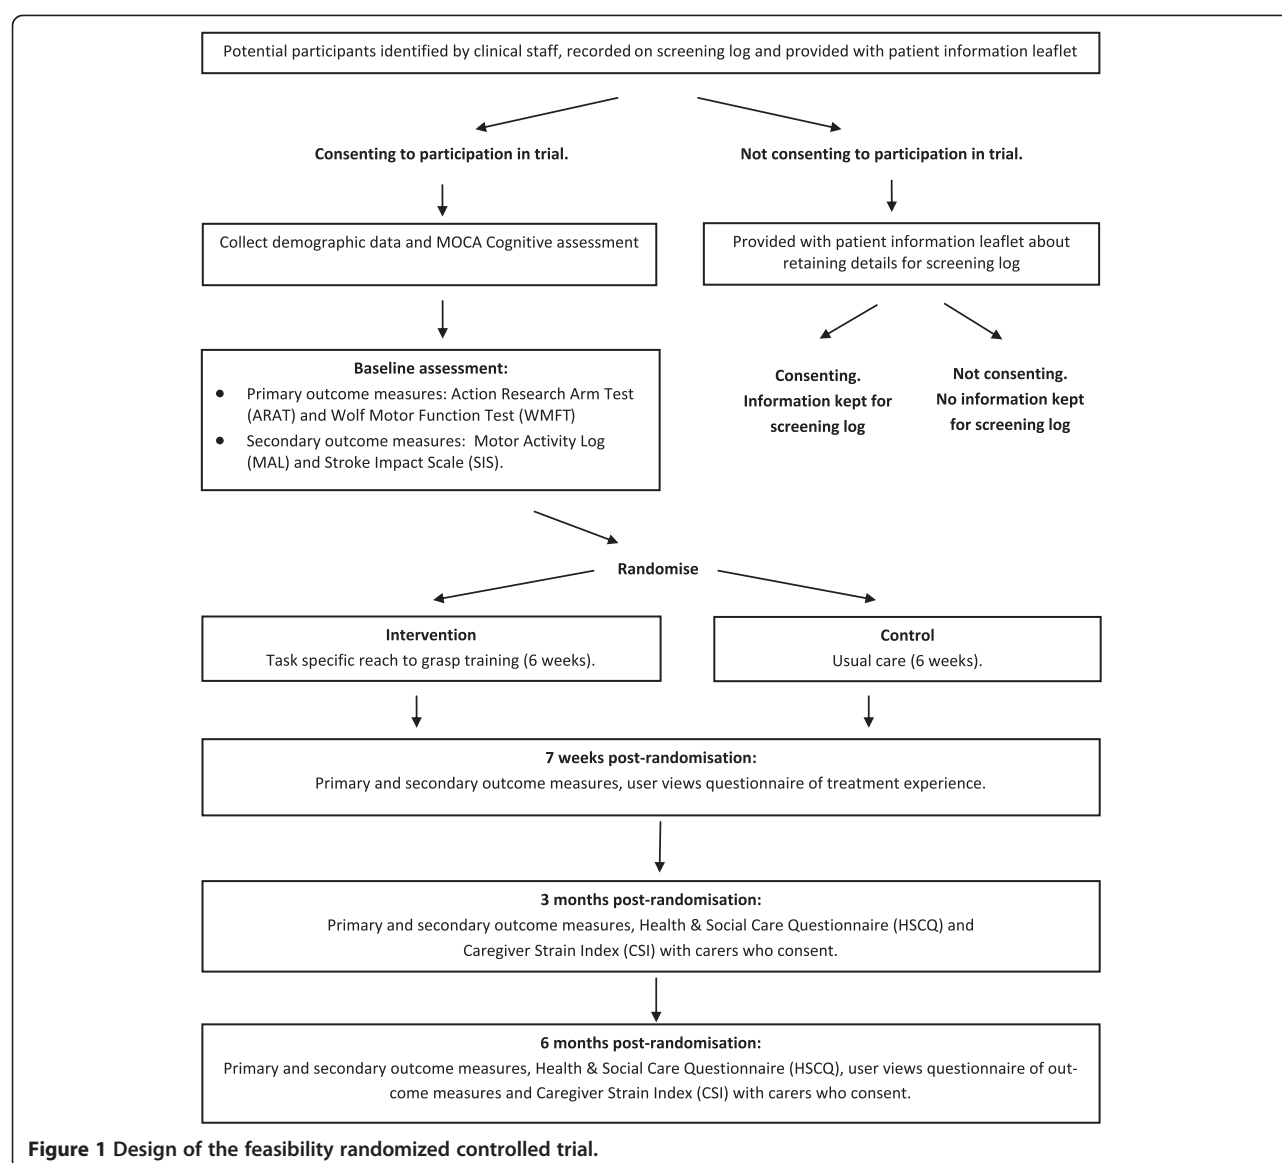 Potential participants identified by clinical staff, recorded on screening log and provided with patient information leaflet
Consenting to participation in trial.
Not consenting to participation in trial.
Collect demographic data and MOCA Cognitive assessment
Provided with patient information leaflet about
retaining details for screening log
Baseline assessment:
● Primary outcome measures: Action Research Arm Test
(ARAT) and Wolf Motor Function Test (WMFT)
● Secondary outcome measures: Motor Activity Log
(MAL) and Stroke Impact Scale (SIS).
Consenting.
Information kept for
screening log
Not consenting.
No information kept
for screening log
Randomise
Intervention
Task specific reach to grasp training (6 weeks).
Control
Usual care (6 weeks).
7 weeks post-randomisation:
Primary and secondary outcome measures, user views questionnaire of treatment experience.
3 months post-randomisation:
Primary and secondary outcome measures, Health & Social Care Questionnaire (HSCQ) and
Caregiver Strain Index (CSI) with carers who consent.
6 months post-randomisation:
Primary and secondary outcome measures, Health & Social Care Questionnaire (HSCQ), user views questionnaire of out-
come measures and Caregiver Strain Index (CSI) with carers who consent.
Figure 1 Design of the feasibility randomized controlled trial.